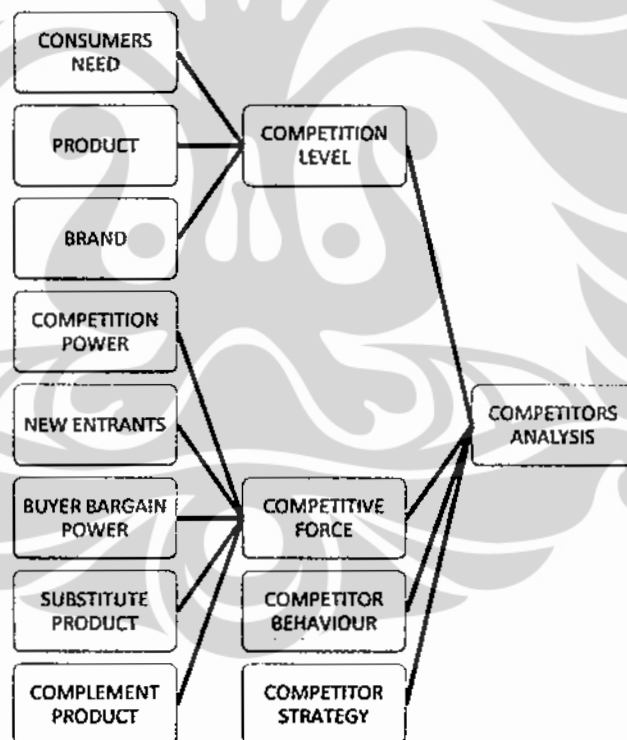 CONSUMERS
NEED
PRODUCT
COMPETITION
LEVEL
BRAND
COMPETITION
POWER
NEW ENTRANTS
COMPETITORS
ANALYSIS
BUYER BARGAIN
POWER
COMPETITIVE
FORCE
SUBSTITUTE
PRODUCT
COMPETITOR
BEHAVIOUR
COMPLEMENT
PRODUCT
COMPETITOR
STRATEGY